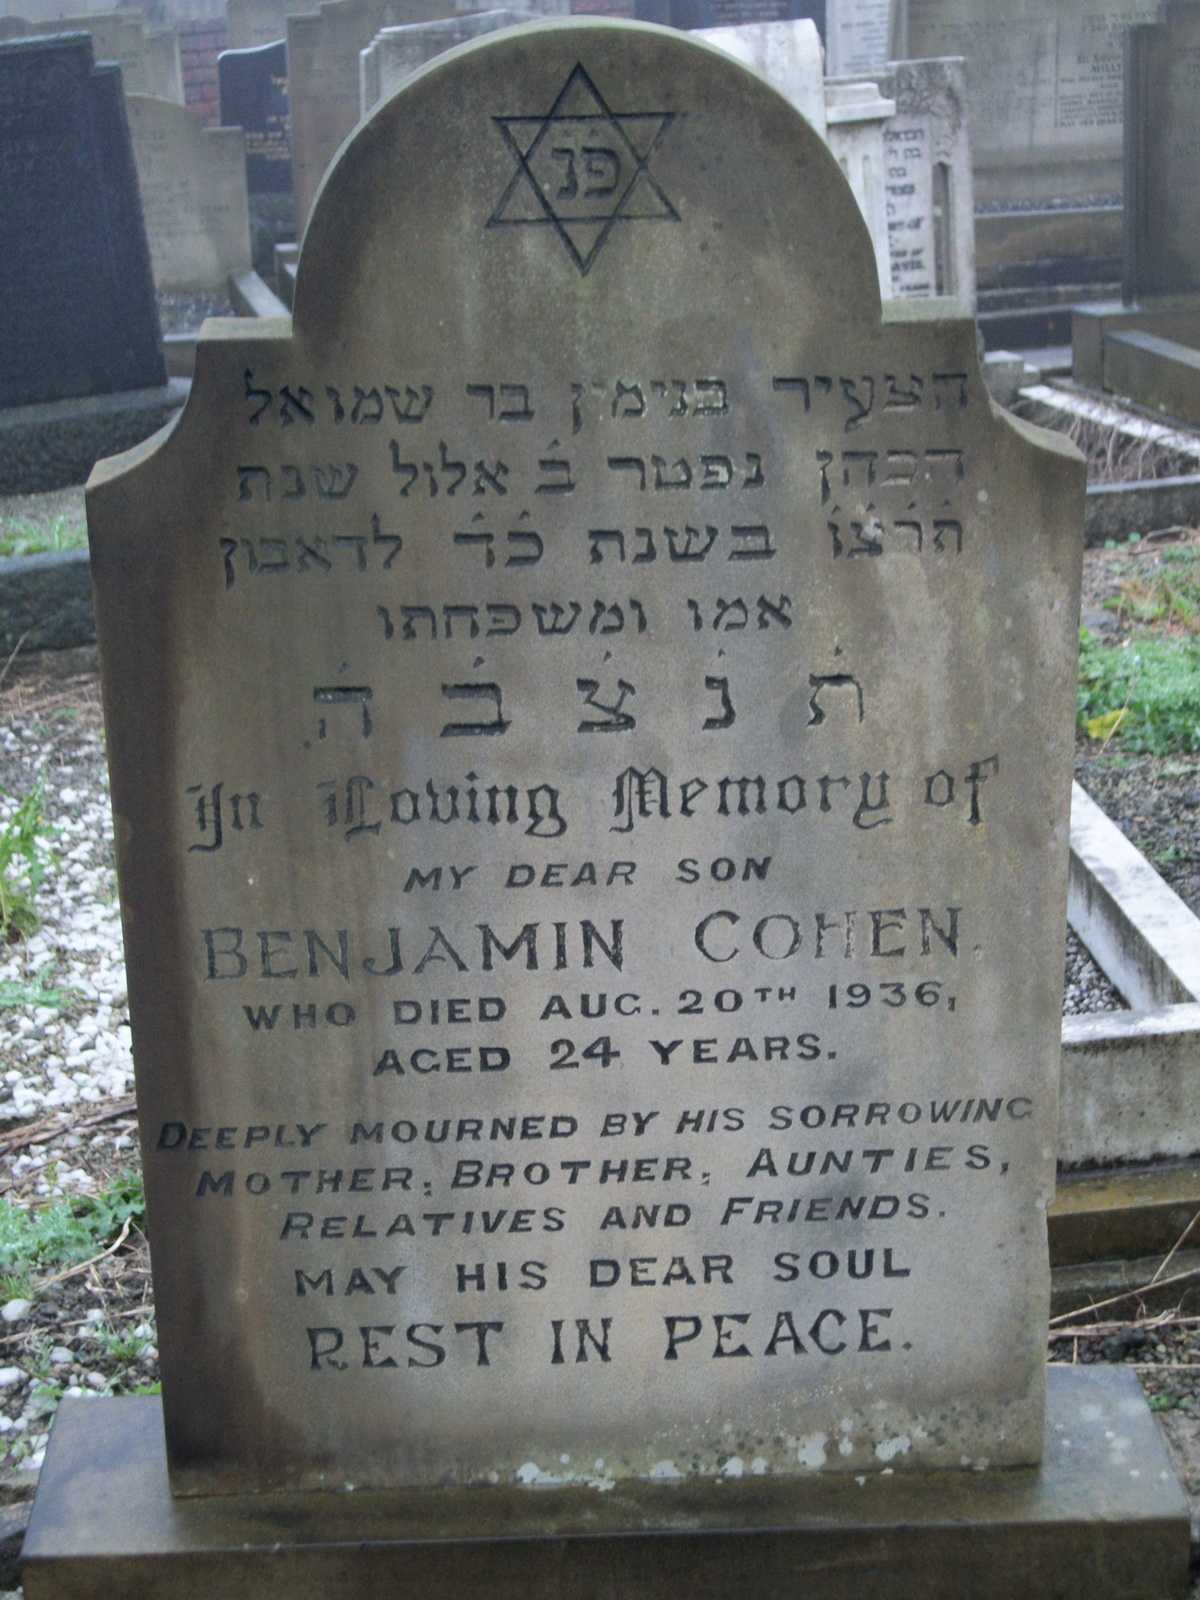 פנ
הצעיר בנימין בר שמואל
הכהן נפטר ב׳ אלול שנת
תרצו בשנת כד לדאבון
אמו ומשפחתו
ת נ צ ב ה
In Loving Memory of
MY DEAR SON
BENJAMIN COHEN.
WHO DIED AUG. 20TH 1936,
AGED 24 YEARS.
DEEPLY MOURNED BY HIS SORROWING
MOTHER, BROTHER, AUNTIES,
RELATIVES AND FRIENDS.
MAY HIS DEAR SOUL
REST IN PEACE.